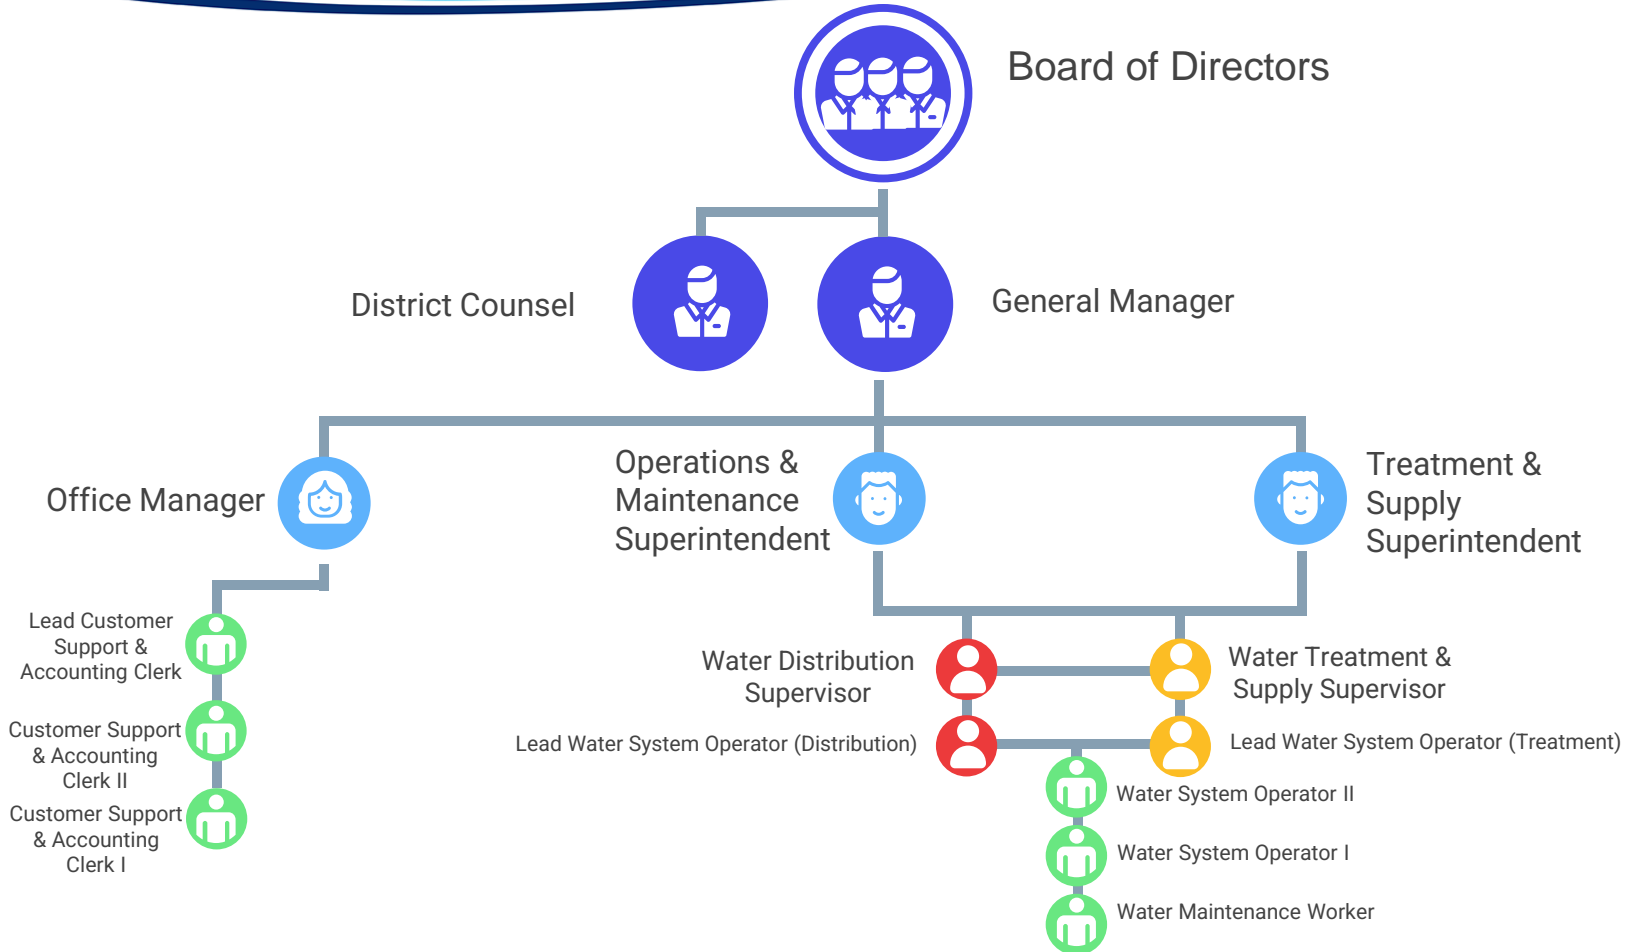 Board of Directors
District Counsel
General Manager
Office Manager
Operations &
Maintenance
Superintendent
Treatment &
Supply
Superintendent
Lead Customer
Support &
Accounting Clerk
Customer Support
& Accounting
Clerk II
Customer Support
& Accounting
Clerk I
Water Distribution
Supervisor
Water Treatment &
Supply Supervisor
Lead Water System Operator (Distribution)
Lead Water System Operator (Treatment)
Water System Operator II
Water System Operator I
Water Maintenance Worker